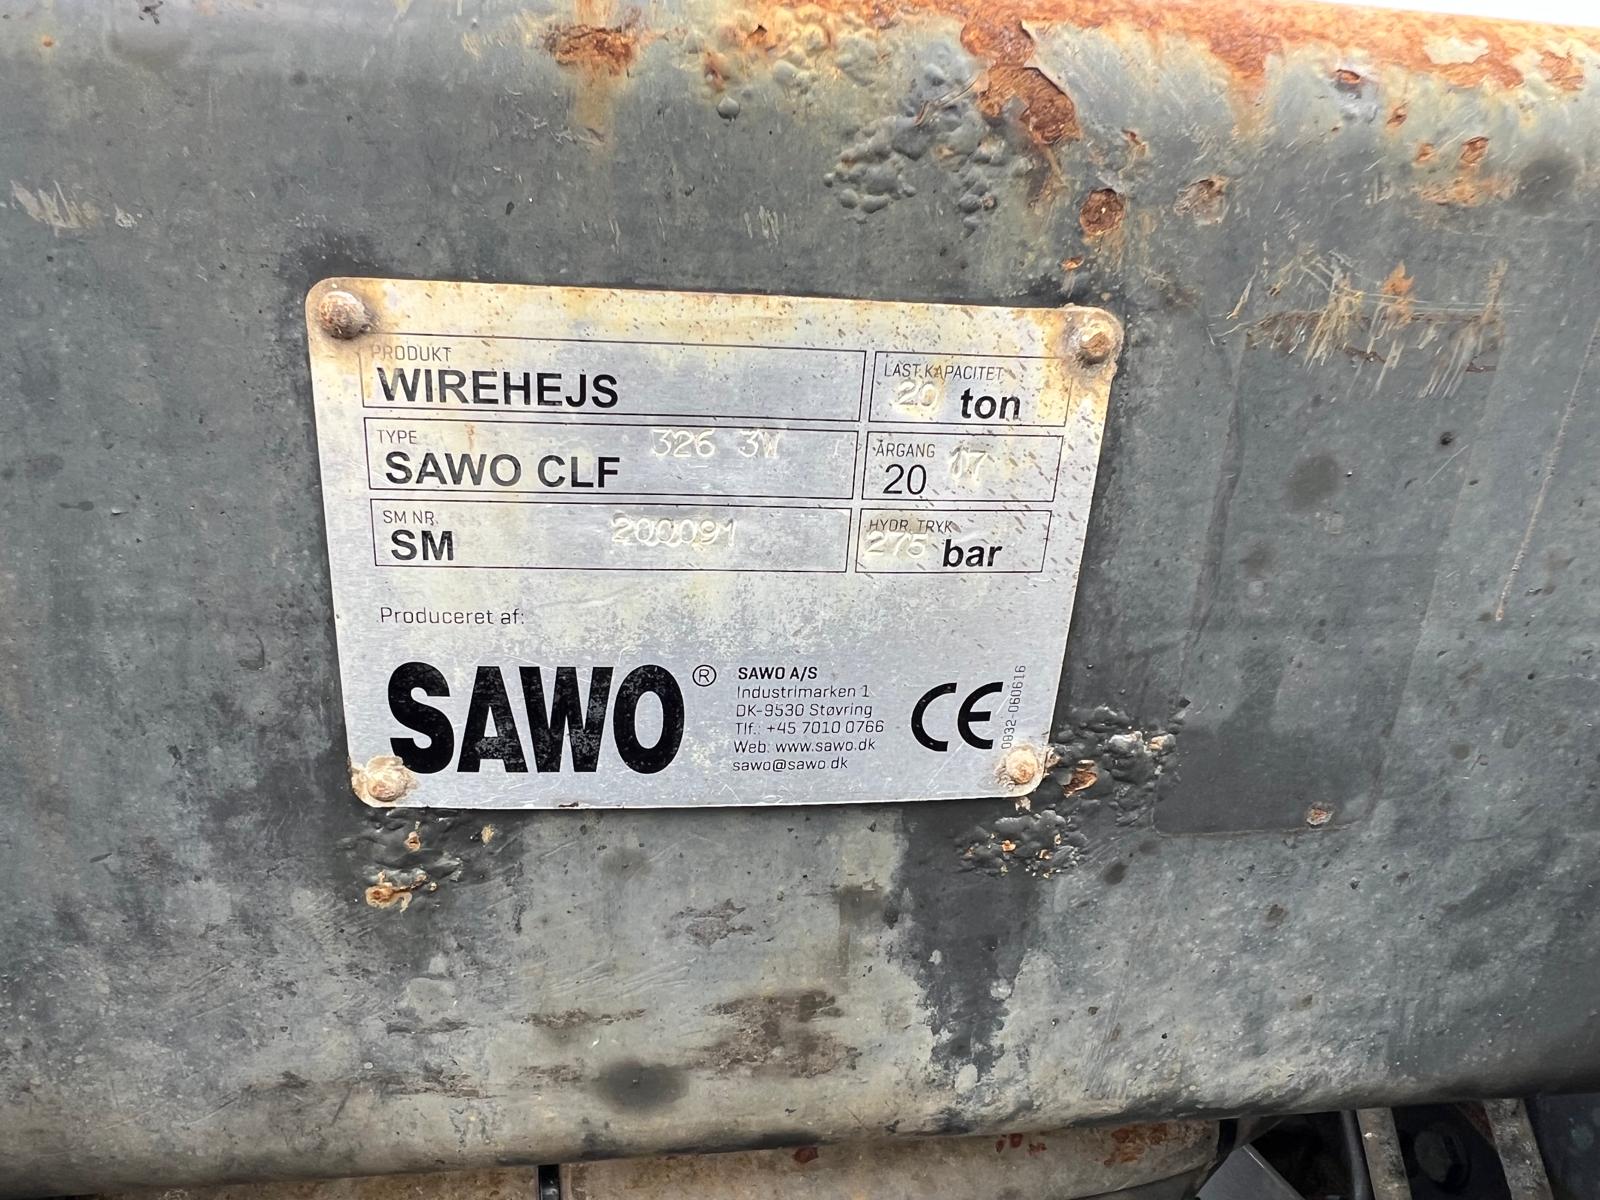 PRODUKT
WIREHEJS
LAST.KAPACITET
20 ton
TYPE
SAWO CLF 326 3W
ÅRGANG
20 17
SM NR.
SM 200091
HYDR. TRYK
275 bar
Produceret af:
SAWO®
SAWO A/S
Industrimarken 1
DK-9530 Støvring
Tlf.: +45 7010 0766
Web: www.sawo.dk
sawo@sawo.dk
CE
0832-060616